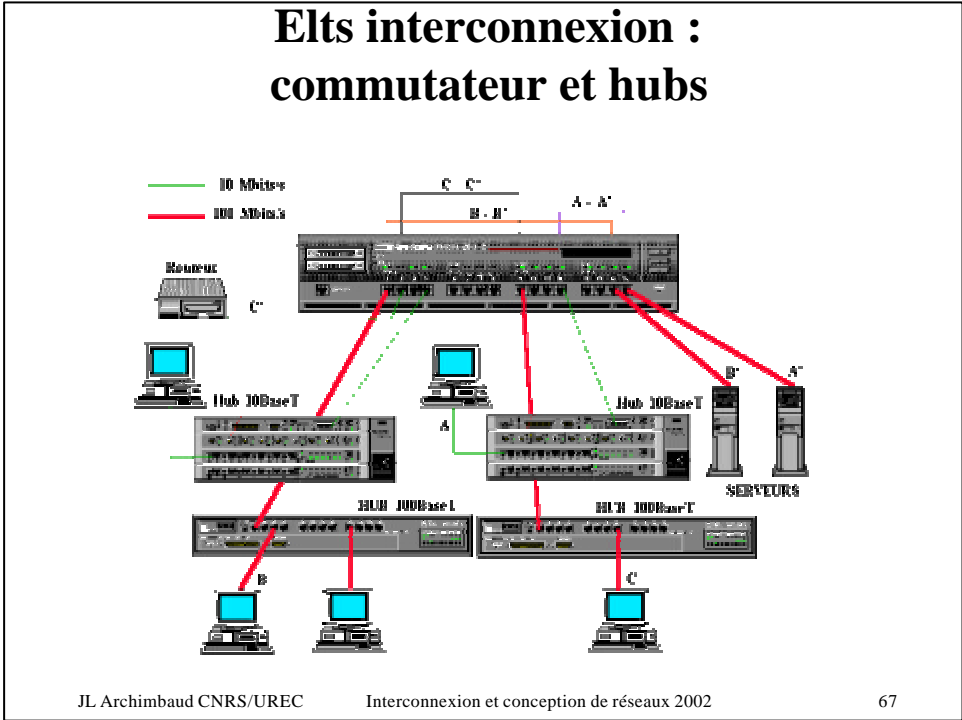 Elts interconnexion :
commutateur et hubs
10 Mbits/s
100 Mbits/s
C - C'
B - B'
A - A'
Routeur
C'
B'
A'
Hub 10BaseT
Hub 10BaseT
A
SERVEURS
HUB 100BaseT
HUB 100BaseT
B
C
JL Archimbaud CNRS/UREC
Interconnexion et conception de réseaux 2002
67